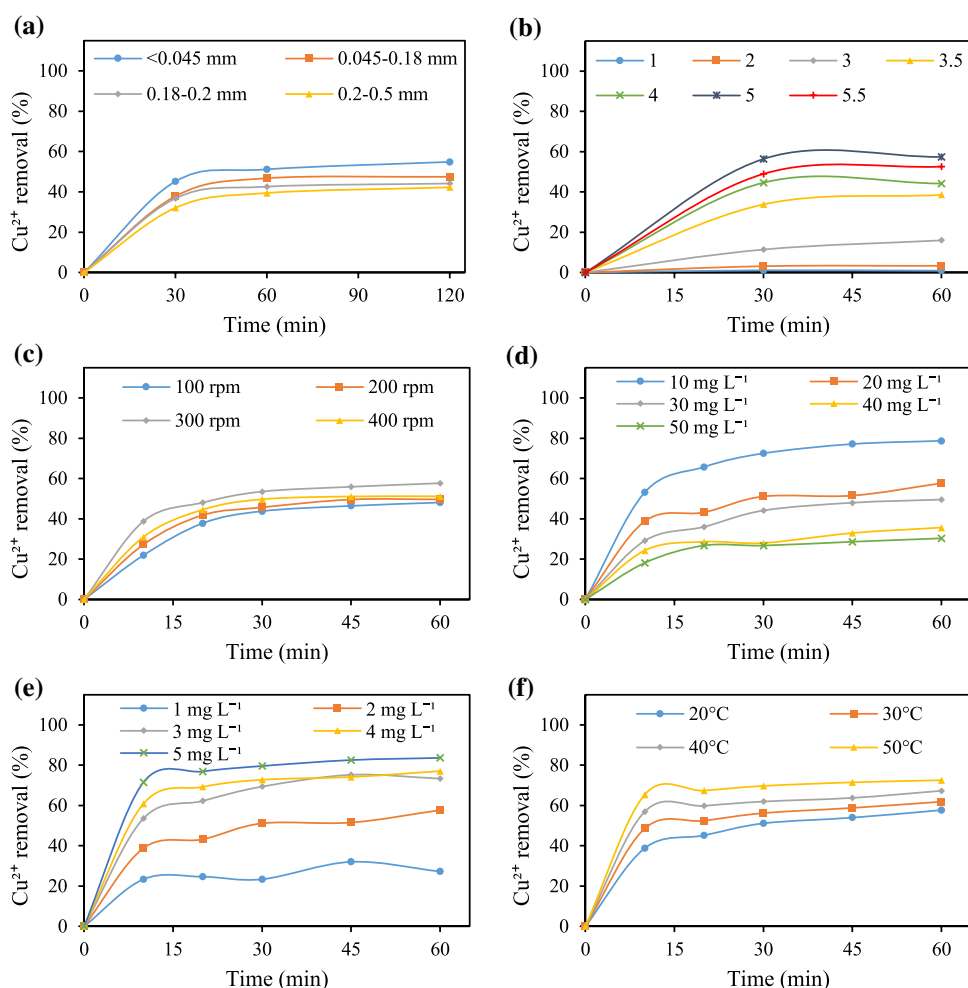 (a)
<0.045 mm 0.045-0.18 mm
0.18-0.2 mm 0.2-0.5 mm
Cu²⁺ removal (%)
100
80
60
40
20
0
0 30 60 90 120
Time (min)
(b)
1 2 3 3.5
4 5 5.5
Cu²⁺ removal (%)
100
80
60
40
20
0
0 15 30 45 60
Time (min)
(c)
100 rpm 200 rpm
300 rpm 400 rpm
Cu²⁺ removal (%)
100
80
60
40
20
0
0 15 30 45 60
Time (min)
(d)
10 mg L⁻¹ 20 mg L⁻¹
30 mg L⁻¹ 40 mg L⁻¹
50 mg L⁻¹
Cu²⁺ removal (%)
100
80
60
40
20
0
0 15 30 45 60
Time (min)
(e)
1 mg L⁻¹ 2 mg L⁻¹
3 mg L⁻¹ 4 mg L⁻¹
5 mg L⁻¹
Cu²⁺ removal (%)
100
80
60
40
20
0
0 15 30 45 60
Time (min)
(f)
20°C 30°C
40°C 50°C
Cu²⁺ removal (%)
100
80
60
40
20
0
0 15 30 45 60
Time (min)